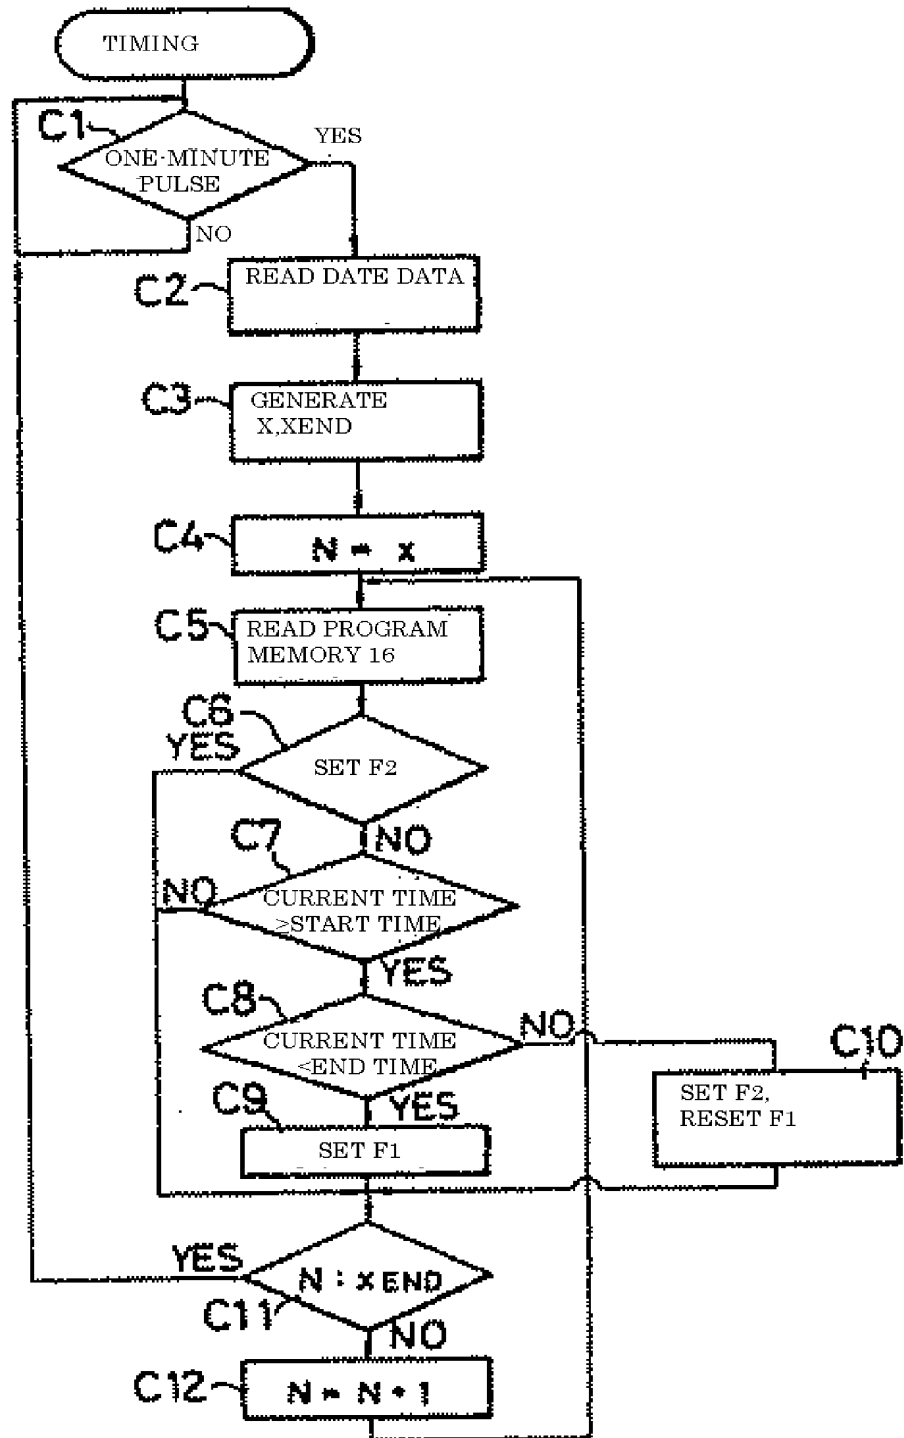 TIMING
C1
ONE-MINUTE
PULSE
YES
NO
C2
READ DATE DATA
C3
GENERATE
X,XEND
C4
N = x
C5
READ PROGRAM
MEMORY 16
C6
YES
SET F2
NO
C7
NO
CURRENT TIME
≥START TIME
YES
C8
CURRENT TIME
<END TIME
NO
C10
SET F2,
RESET F1
YES
C9
SET F1
YES
N : x END
C11
NO
C12
N = N + 1